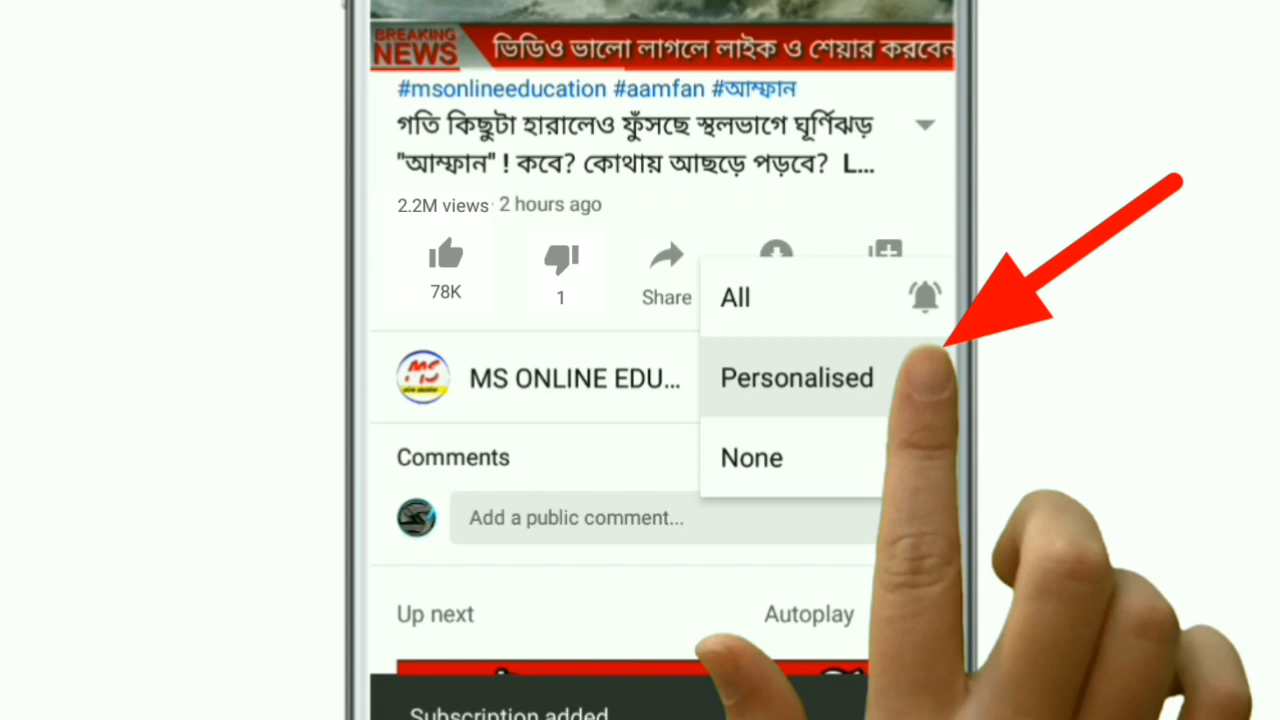 BREAKING
NEWS
ভিডিও ভালো লাগলে লাইক ও শেয়ার করবেন
#msonlineeducation #aamfan #আম্ফান
গতি কিছুটা হারালেও ফুঁসছে স্থলভাগে ঘূর্ণিঝড়
"আম্ফান" ! কবে? কোথায় আছড়ে পড়বে? L...
2.2M views · 2 hours ago
78K
1
Share
All
MS ONLINE EDU...
Personalised
Comments
None
Add a public comment...
Up next
Autoplay
Subscription added